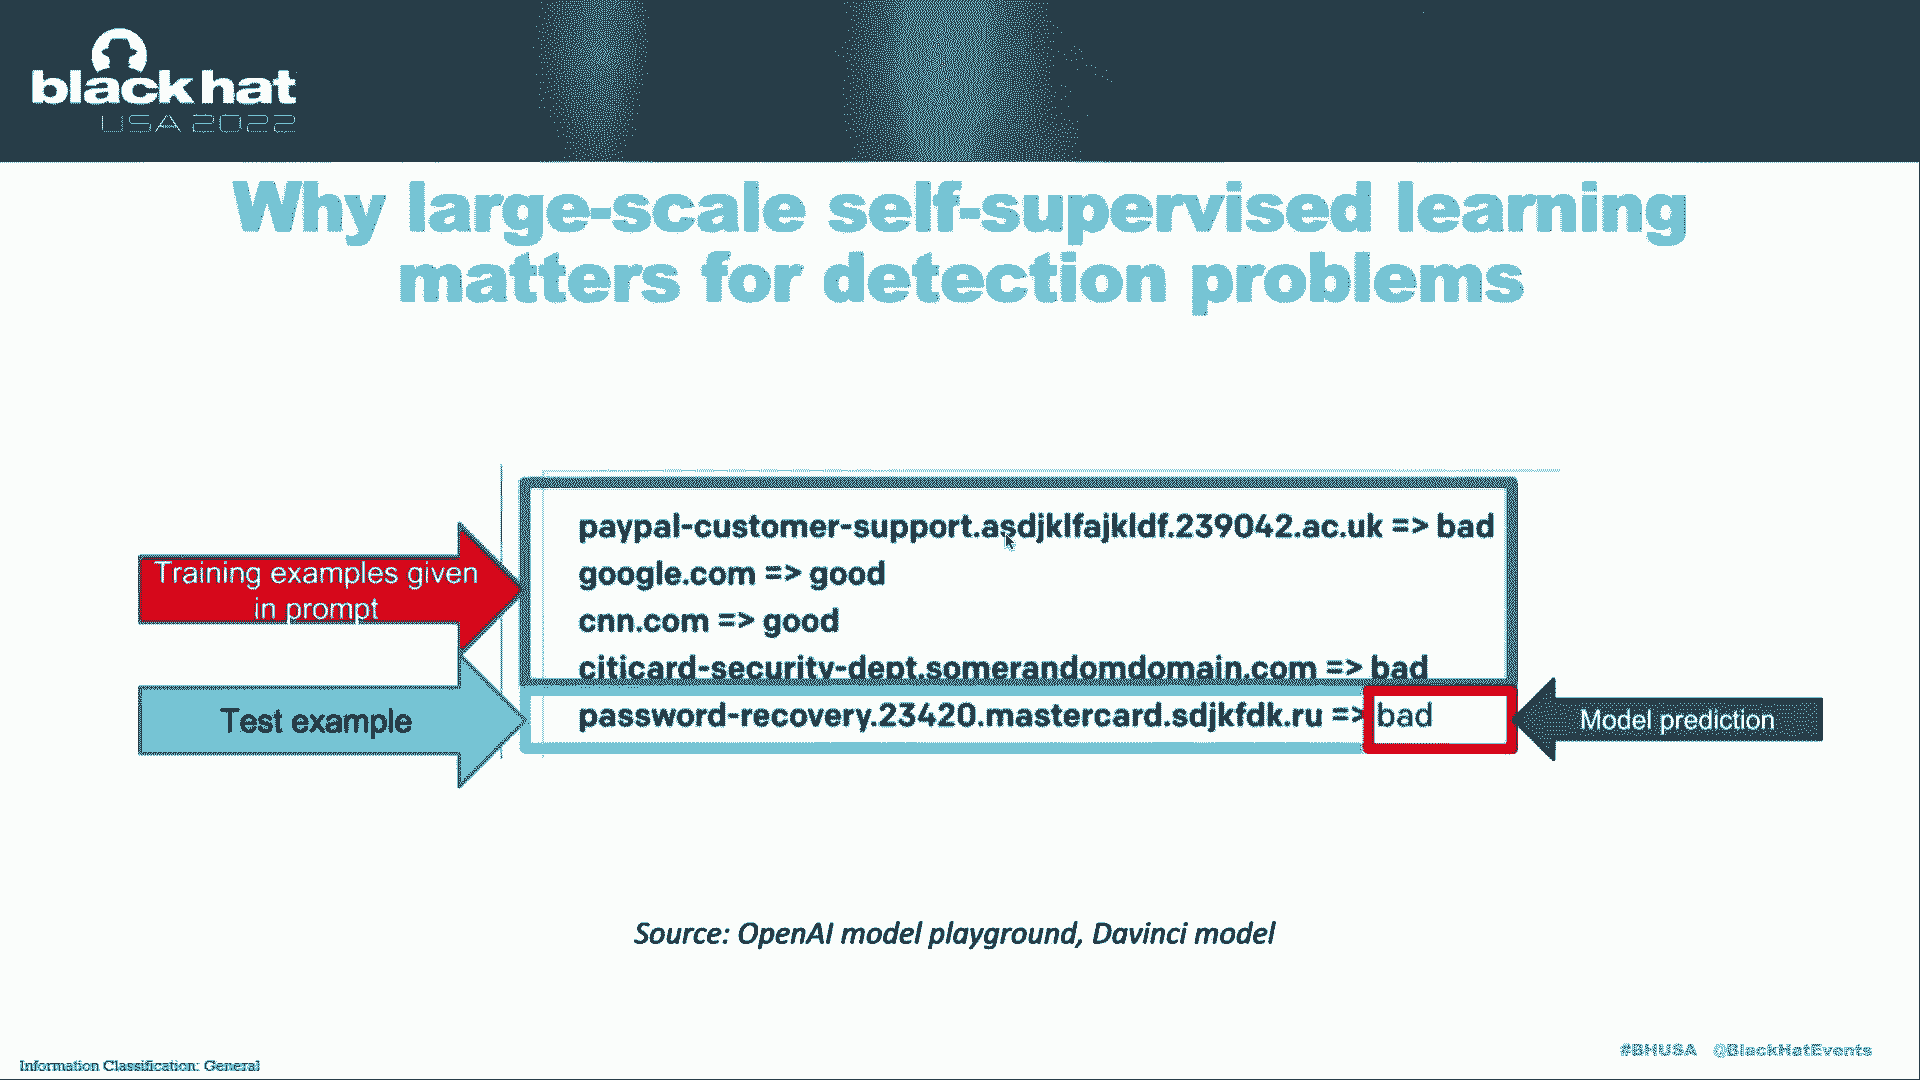 black hat
USA 2022
Why large-scale self-supervised learning
matters for detection problems
Training examples given
in prompt
paypal-customer-support.asdjklfajkldf.239042.ac.uk => bad
google.com => good
cnn.com => good
citicard-security-dept.somerandomdomain.com => bad
Test example
password-recovery.23420.mastercard.sdjkfdk.ru => bad
Model prediction
Source: OpenAI model playground, Davinci model
Information Classification: General
#BHUSA @BlackHatEvents